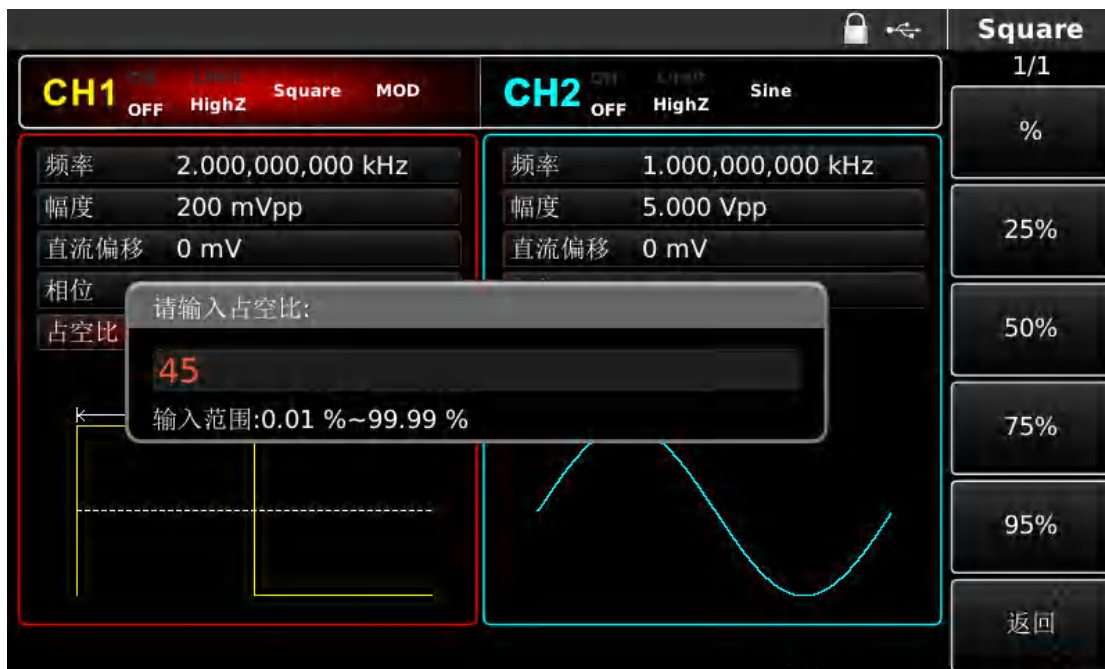 Square
1/1
CH1 OFF HighZ Square MOD
CH2 OFF HighZ Sine
频率 2.000,000,000 kHz
幅度 200 mVpp
直流偏移 0 mV
相位
占空比
频率 1.000,000,000 kHz
幅度 5.000 Vpp
直流偏移 0 mV
请输入占空比:
45
输入范围:0.01 %~99.99 %
%
25%
50%
75%
95%
返回